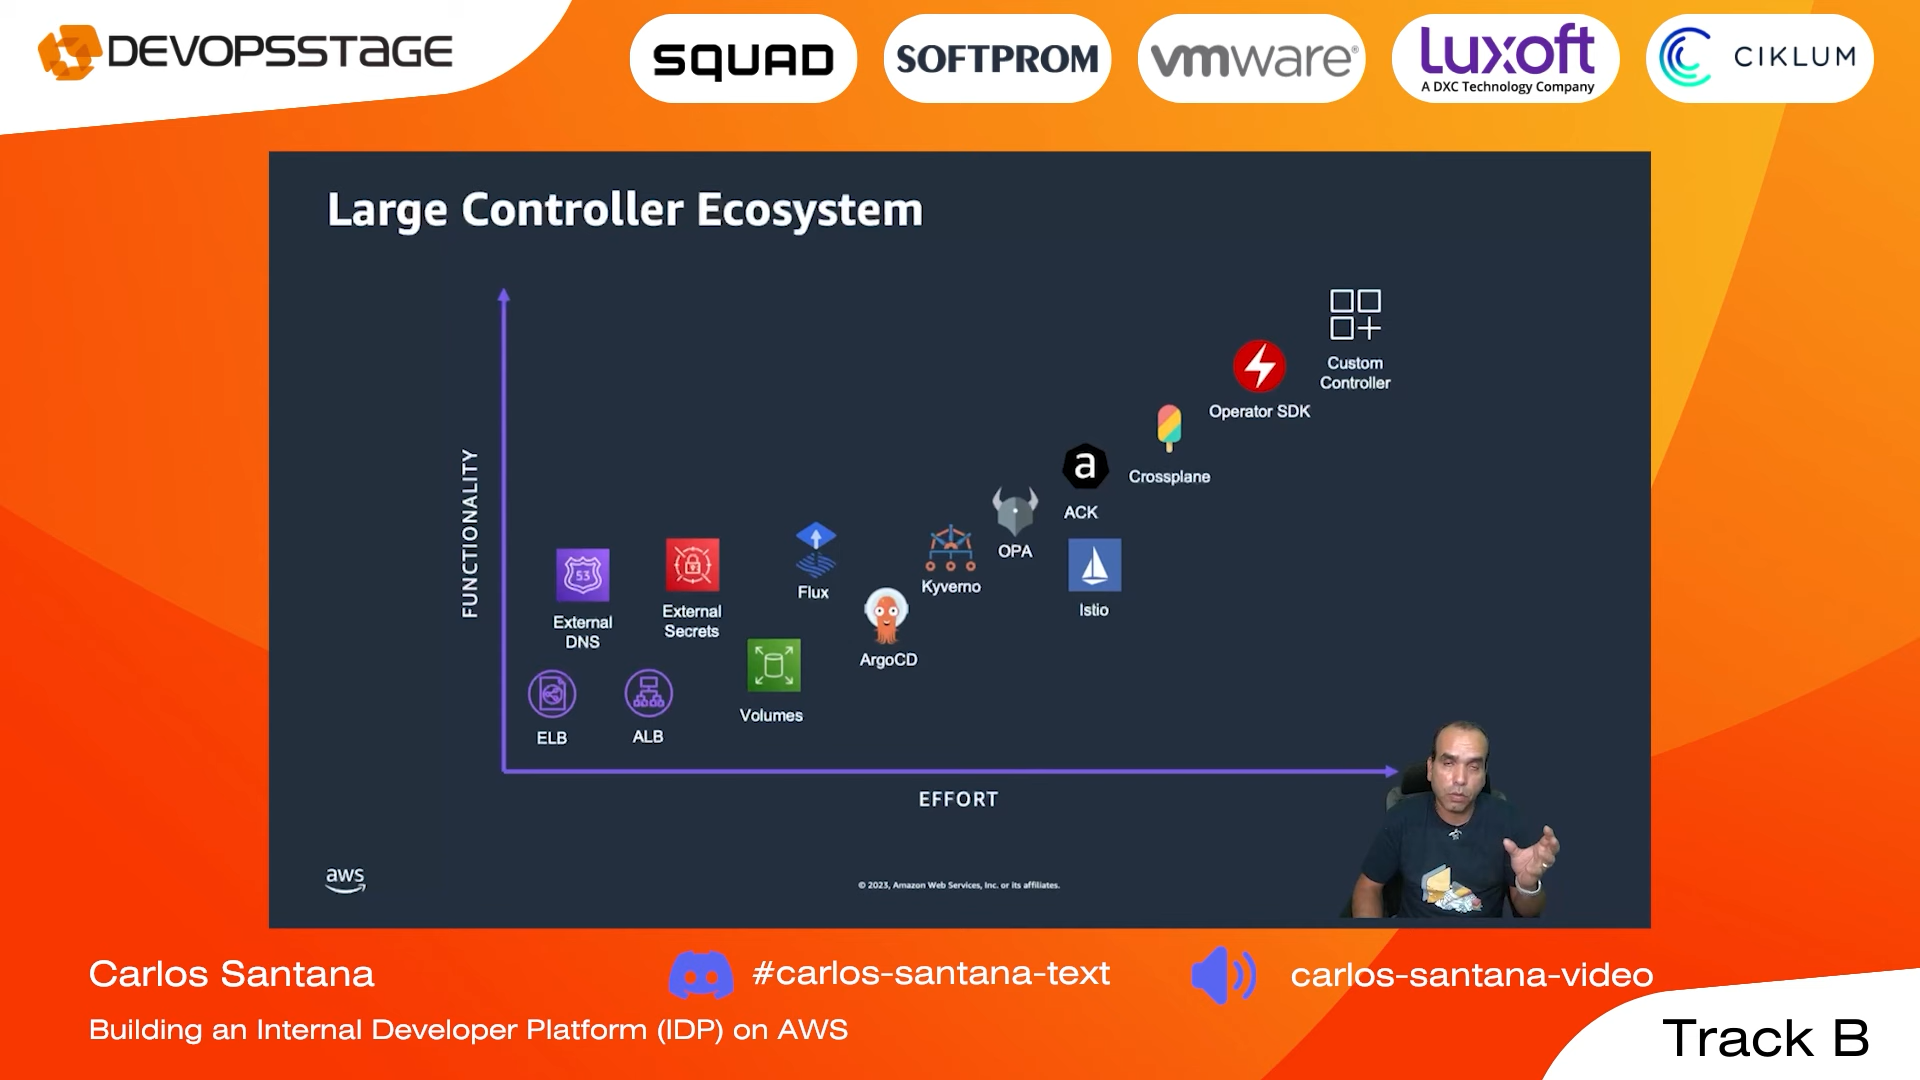 DEVOPSSTAGE
SQUAD
SOFTPROM
vmware®
Luxoft
A DXC Technology Company
CIKLUM
Large Controller Ecosystem
FUNCTIONALITY
Custom
Controller
Operator SDK
Crossplane
a
ACK
OPA
Istio
Kyverno
Flux
ArgoCD
53
External
DNS
External
Secrets
Volumes
ELB
ALB
EFFORT
aws
© 2023, Amazon Web Services, Inc. or its affiliates.
Carlos Santana
#carlos-santana-text
carlos-santana-video
Building an Internal Developer Platform (IDP) on AWS
Track B